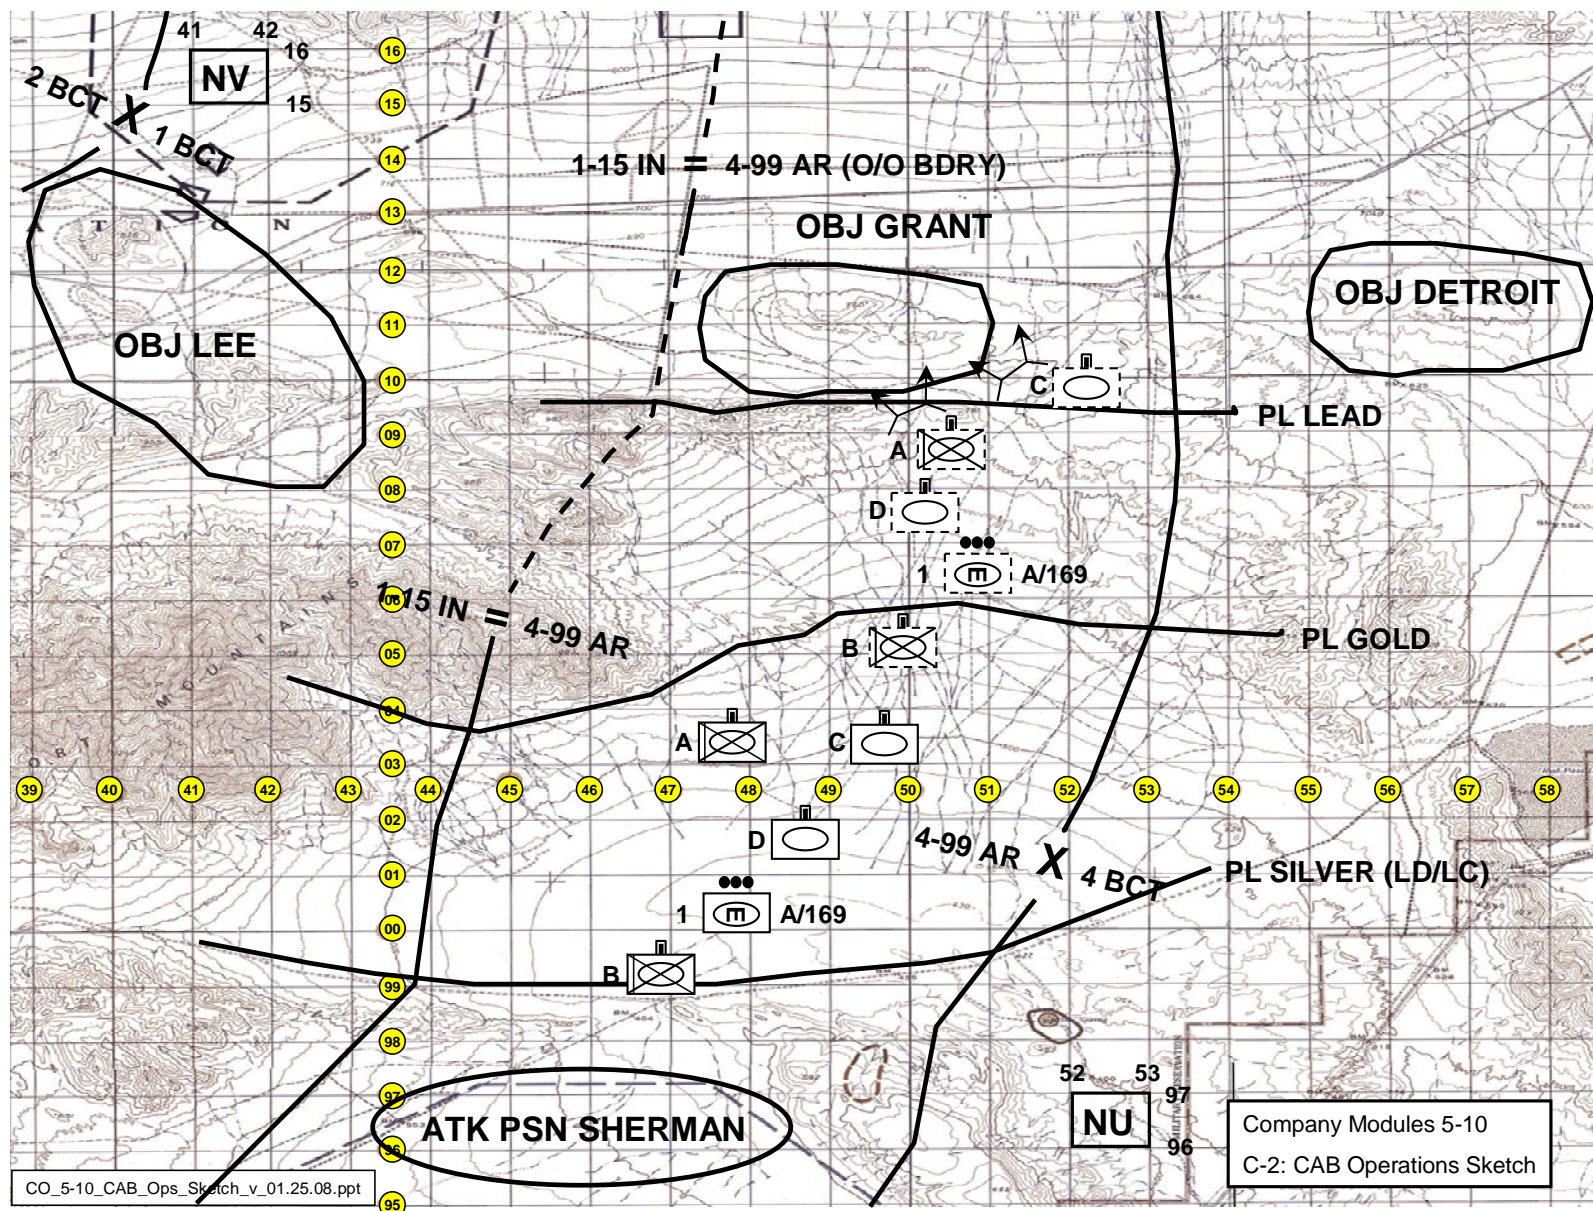 41 42
16
NV
15
2 BCT X 1 BCT
16
15
14
13
12
11
10
09
08
07
06
05
04
03
02
01
00
99
98
97
96
95
A T I O N
1-15 IN = 4-99 AR (O/O BDRY)
OBJ GRANT
OBJ DETROIT
OBJ LEE
C
PL LEAD
A
D
1 A/169
1-15 IN = 4-99 AR
PL GOLD
B
MOUNTAINS
A
C
39 40 41 42 43 44 45 46 47 48 49 50 51 52 53 54 55 56 57 58
D
4-99 AR X 4 BCT
PL SILVER (LD/LC)
1 A/169
B
52 53
97
NU
96
ATK PSN SHERMAN
Company Modules 5-10
C-2: CAB Operations Sketch
CO_5-10_CAB_Ops_Sketch_v_01.25.08.ppt